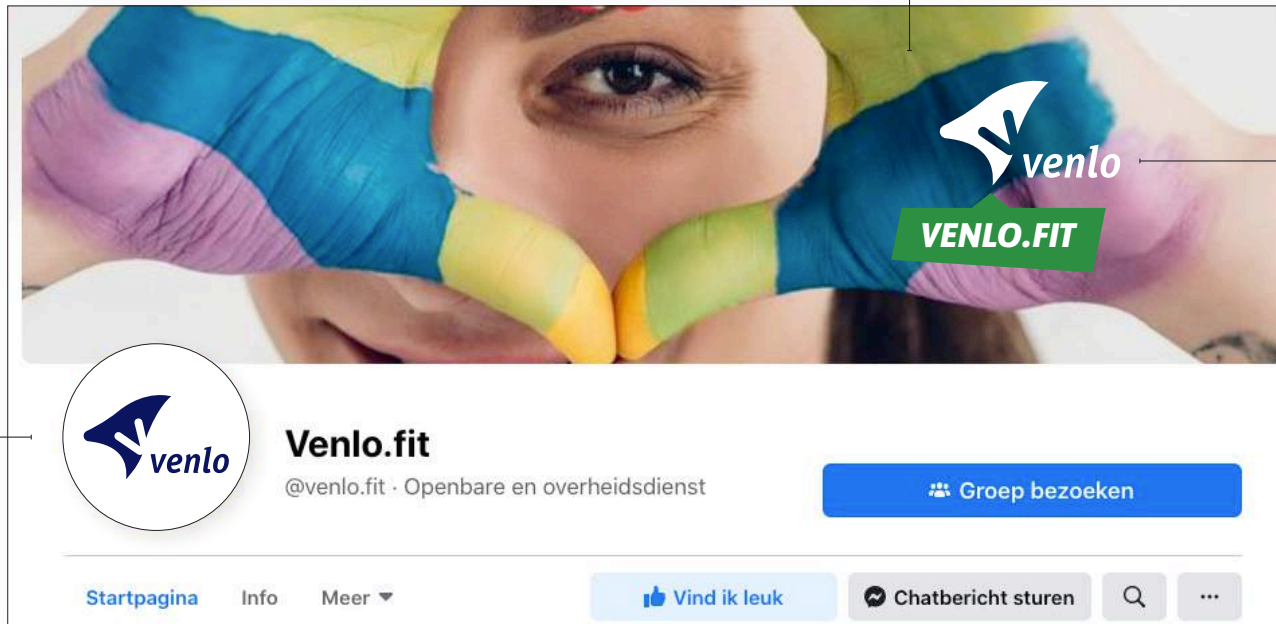 venlo
VENLO.FIT
venlo
Venlo.fit
@venlo.fit · Openbare en overheidsdienst
Groep bezoeken
Startpagina Info Meer
Vind ik leuk Chatbericht sturen ...